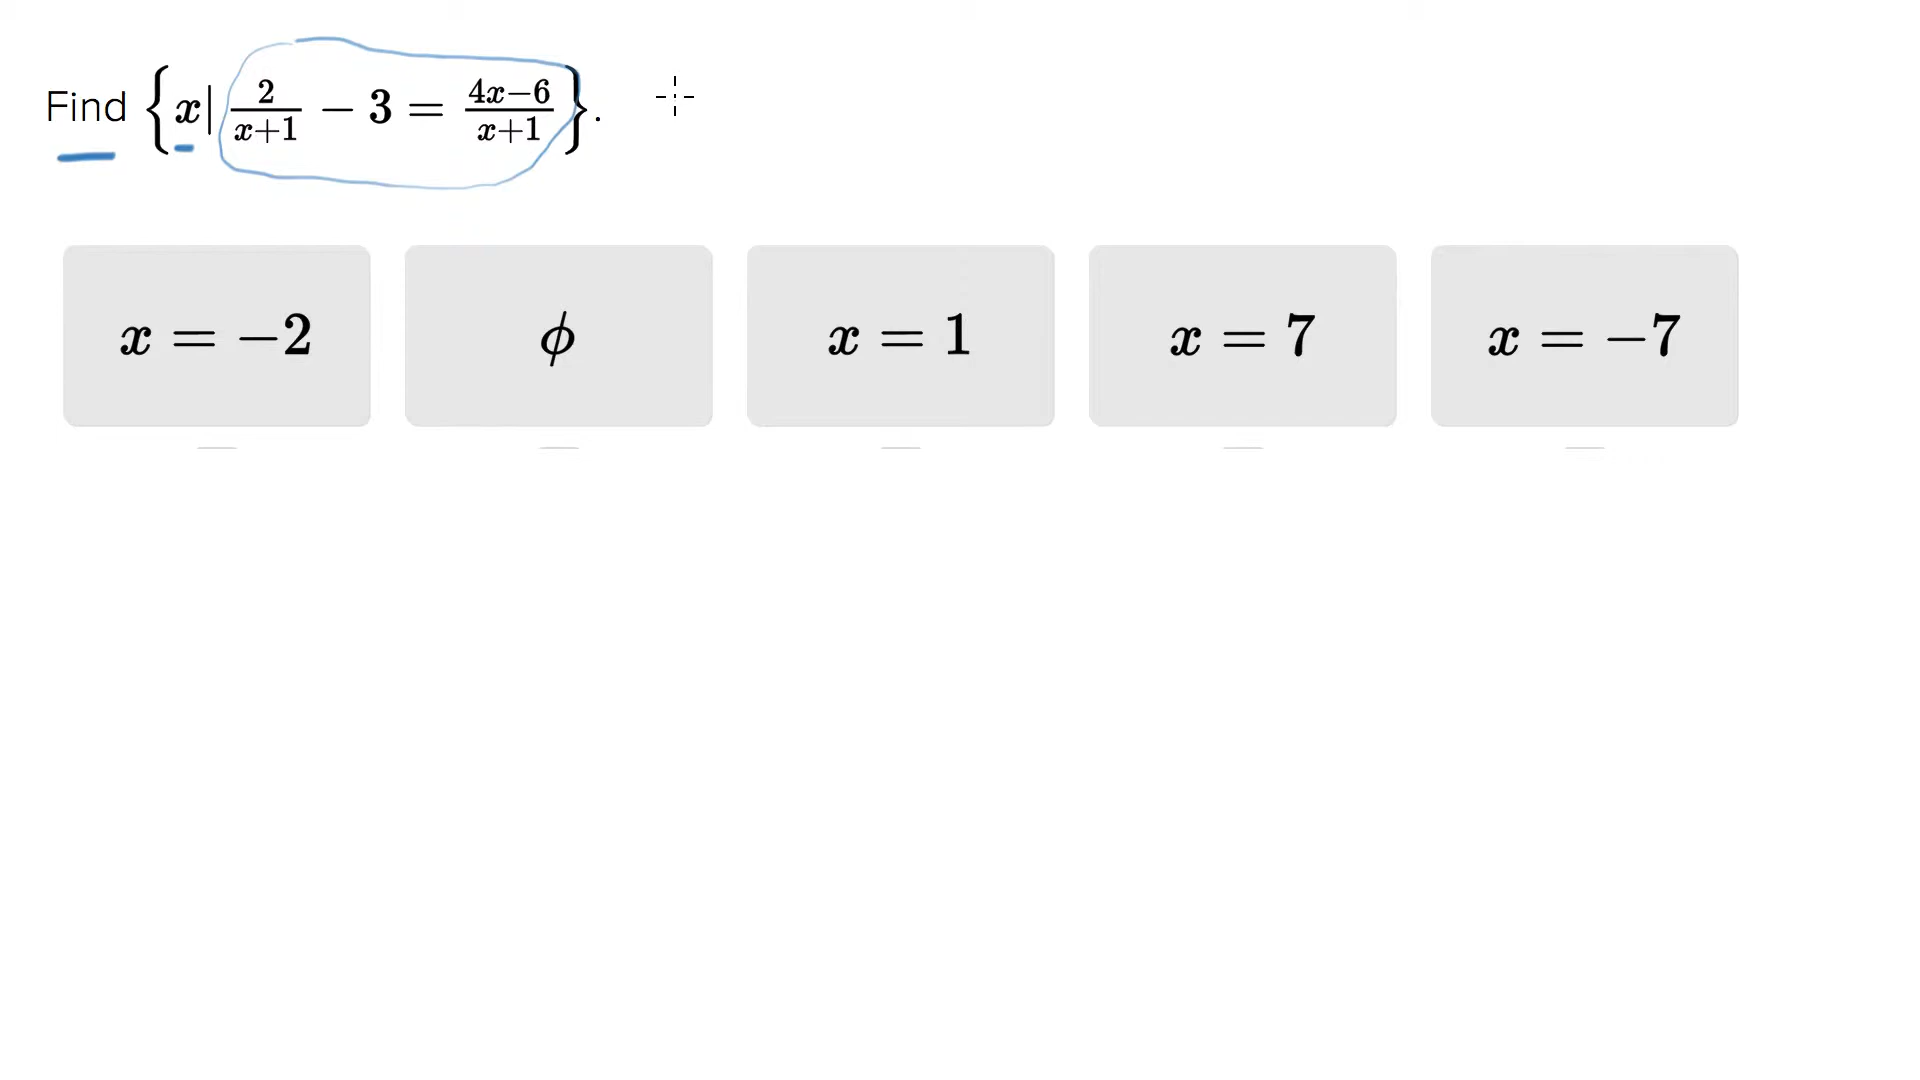 Find {x| 2/(x+1) − 3 = (4x−6)/(x+1)}.
x = −2
ϕ
x = 1
x = 7
x = −7